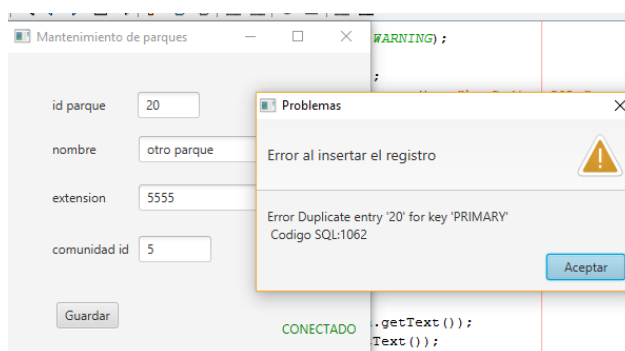 Mantenimiento de parques
WARNING);
;
id parque 20
Problemas
nombre otro parque
Error al insertar el registro
extension 5555
Error Duplicate entry '20' for key 'PRIMARY'
Codigo SQL:1062
comunidad id 5
Aceptar
Guardar
CONECTADO
.getText());
Text());